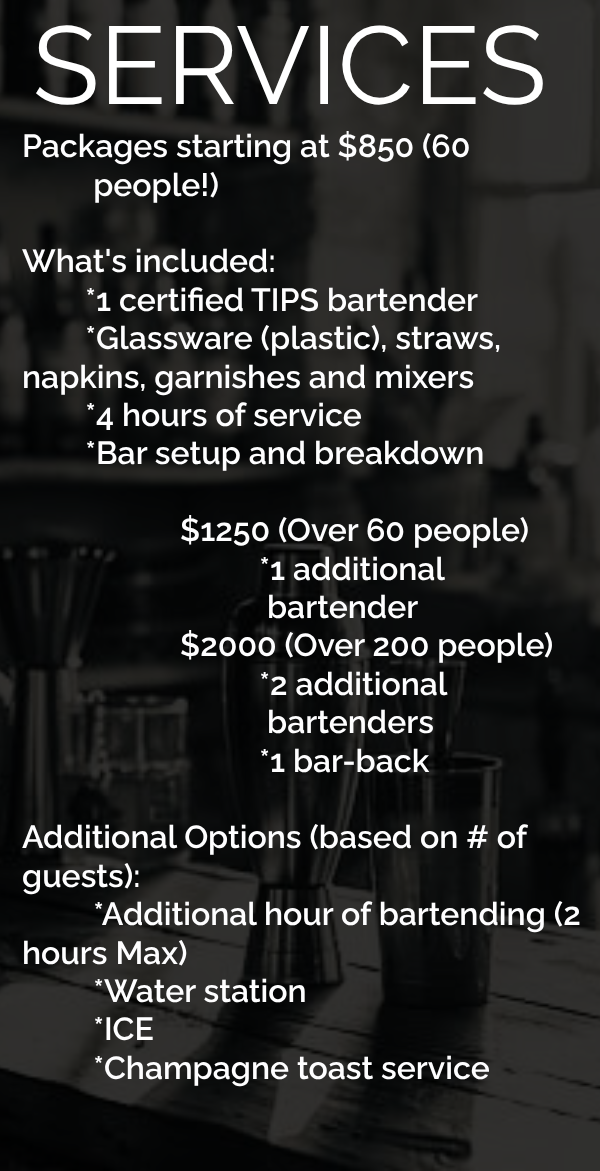 SERVICES
Packages starting at $850 (60
people!)
What's included:
*1 certified TIPS bartender
*Glassware (plastic), straws,
napkins, garnishes and mixers
*4 hours of service
*Bar setup and breakdown
$1250 (Over 60 people)
*1 additional
bartender
$2000 (Over 200 people)
*2 additional
bartenders
*1 bar-back
Additional Options (based on # of
guests):
*Additional hour of bartending (2
hours Max)
*Water station
*ICE
*Champagne toast service